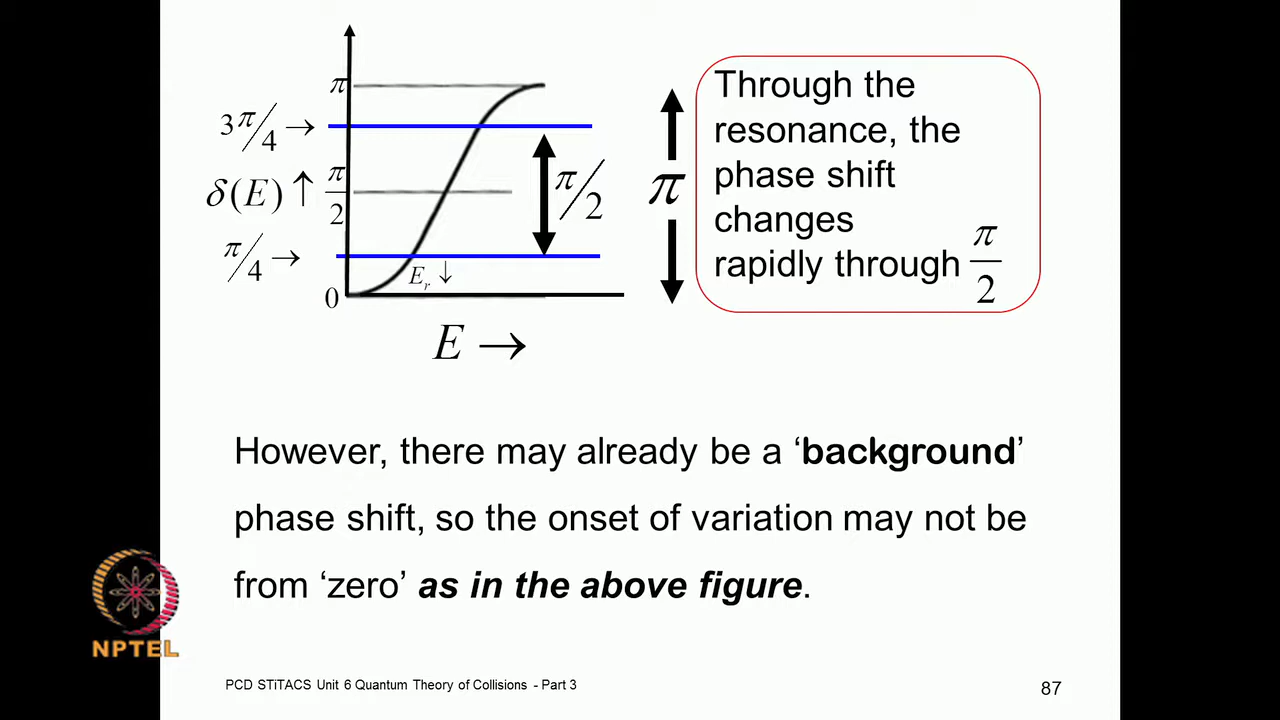 π
3π/4 →
δ(E) ↑ π/2
π/4 →
0
E_r ↓
E →
π/2
π
Through the
resonance, the
phase shift
changes
rapidly through π/2
However, there may already be a ‘background’
phase shift, so the onset of variation may not be
from ‘zero’ as in the above figure.
NPTEL
PCD STiTACS Unit 6 Quantum Theory of Collisions - Part 3
87